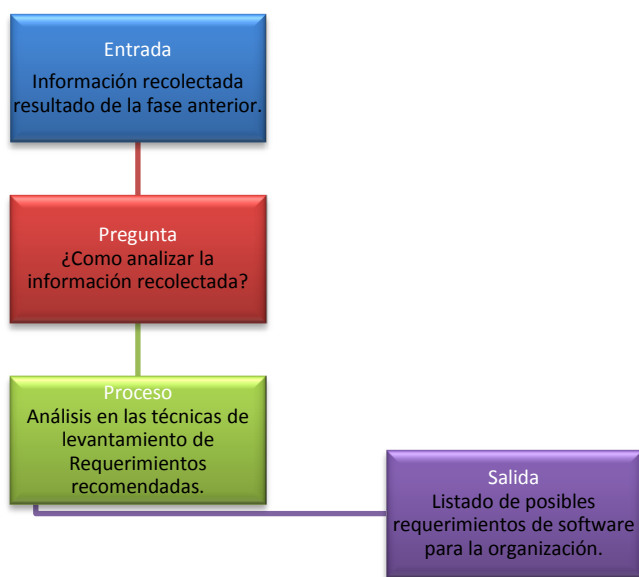 Entrada
Información recolectada
resultado de la fase anterior.
Pregunta
¿Como analizar la
información recolectada?
Proceso
Análisis en las técnicas de
levantamiento de
Requerimientos
recomendadas.
Salida
Listado de posibles
requerimientos de software
para la organización.